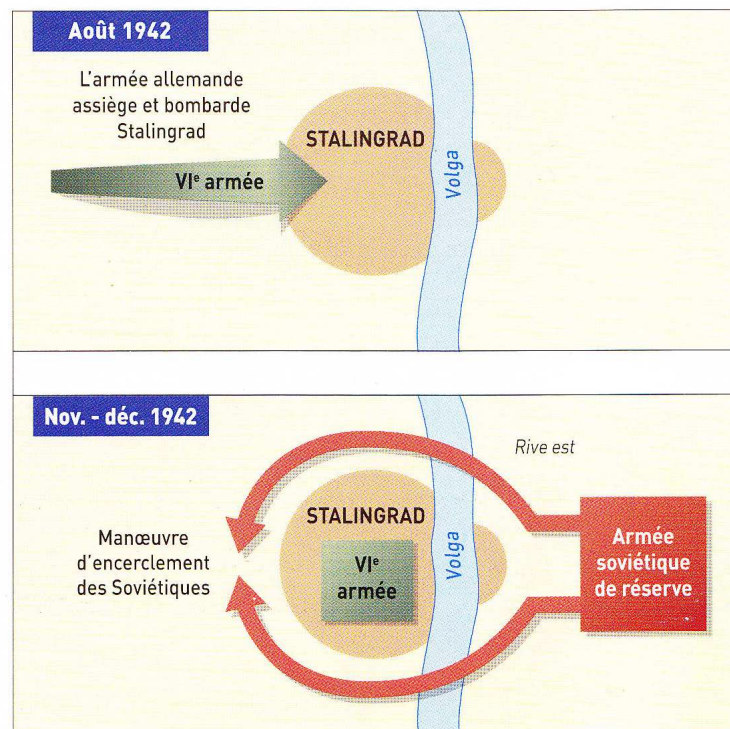 Août 1942
L'armée allemande
assiège et bombarde
Stalingrad
STALINGRAD
VIᵉ armée
Volga
Nov. - déc. 1942
Rive est
STALINGRAD
Manœuvre
d'encerclement
des Soviétiques
VIᵉ
armée
Volga
Armée
soviétique
de réserve